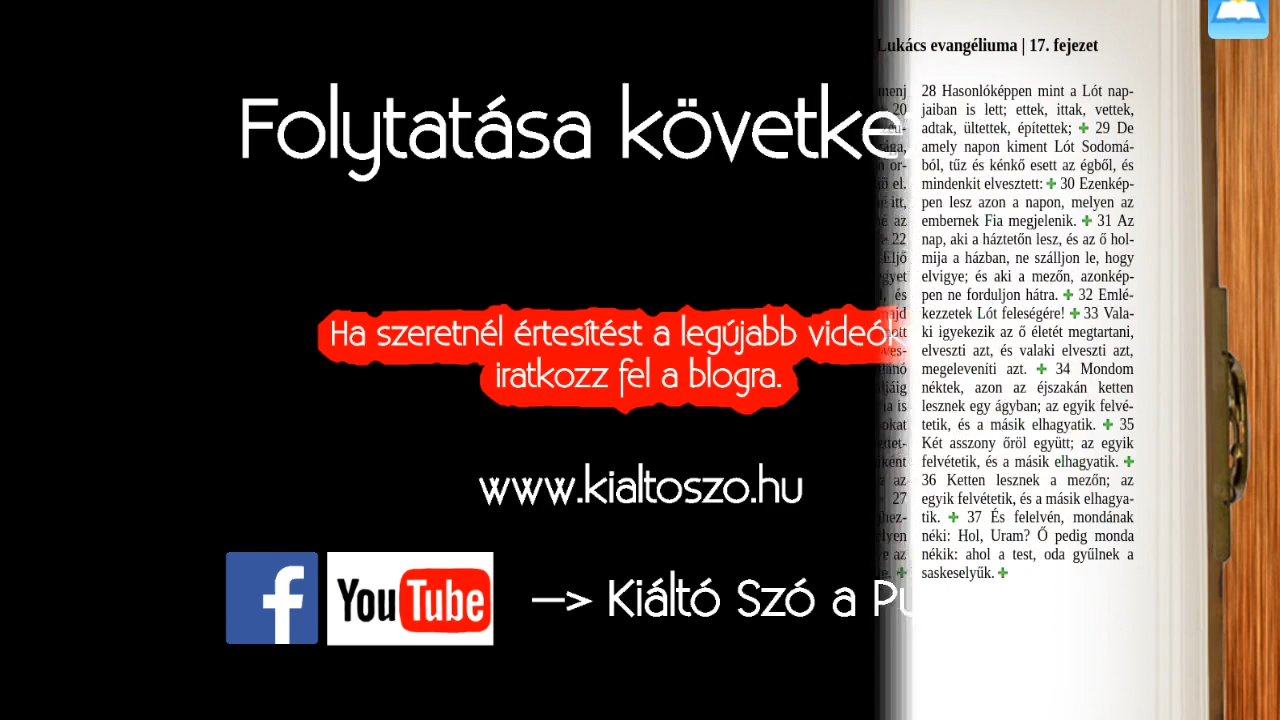 Folytatása
Ha szeretnél értesítést a legújabb
iratkozz fel a blogra.
www.kialtoszo.hu
YouTube
—> Kiáltó Szó a
Lukács evangéliuma | 17. fejezet
28 Hasonlóképpen mint a Lót nap-
jaiban is lett; ettek, ittak, vettek,
adtak, ültettek, építettek; ✚ 29 De
amely napon kiment Lót Sodomá-
ból, tűz és kénkő esett az égből, és
mindenkit elvesztett: ✚ 30 Ezenkép-
pen lesz azon a napon, melyen az
embernek Fia megjelenik. ✚ 31 Az
nap, aki a háztetőn lesz, és az ő hol-
mija a házban, ne szálljon le, hogy
elvigye; és aki a mezőn, azonkép-
pen ne forduljon hátra. ✚ 32 Emlé-
kezzetek Lót feleségére! ✚ 33 Vala-
ki igyekezik az ő életét megtartani,
elveszti azt, és valaki elveszti azt,
megeleveníti azt. ✚ 34 Mondom
néktek, azon az éjszakán ketten
lesznek egy ágyban; az egyik felvé-
tetik, és a másik elhagyatik. ✚ 35
Két asszony őröl együtt; az egyik
felvétetik, és a másik elhagyatik. ✚
36 Ketten lesznek a mezőn; az
egyik felvétetik, és a másik elhagya-
tik. ✚ 37 És felelvén, mondának
néki: Hol, Uram? Ő pedig monda
nékik: ahol a test, oda gyűlnek a
saskeselyűk. ✚